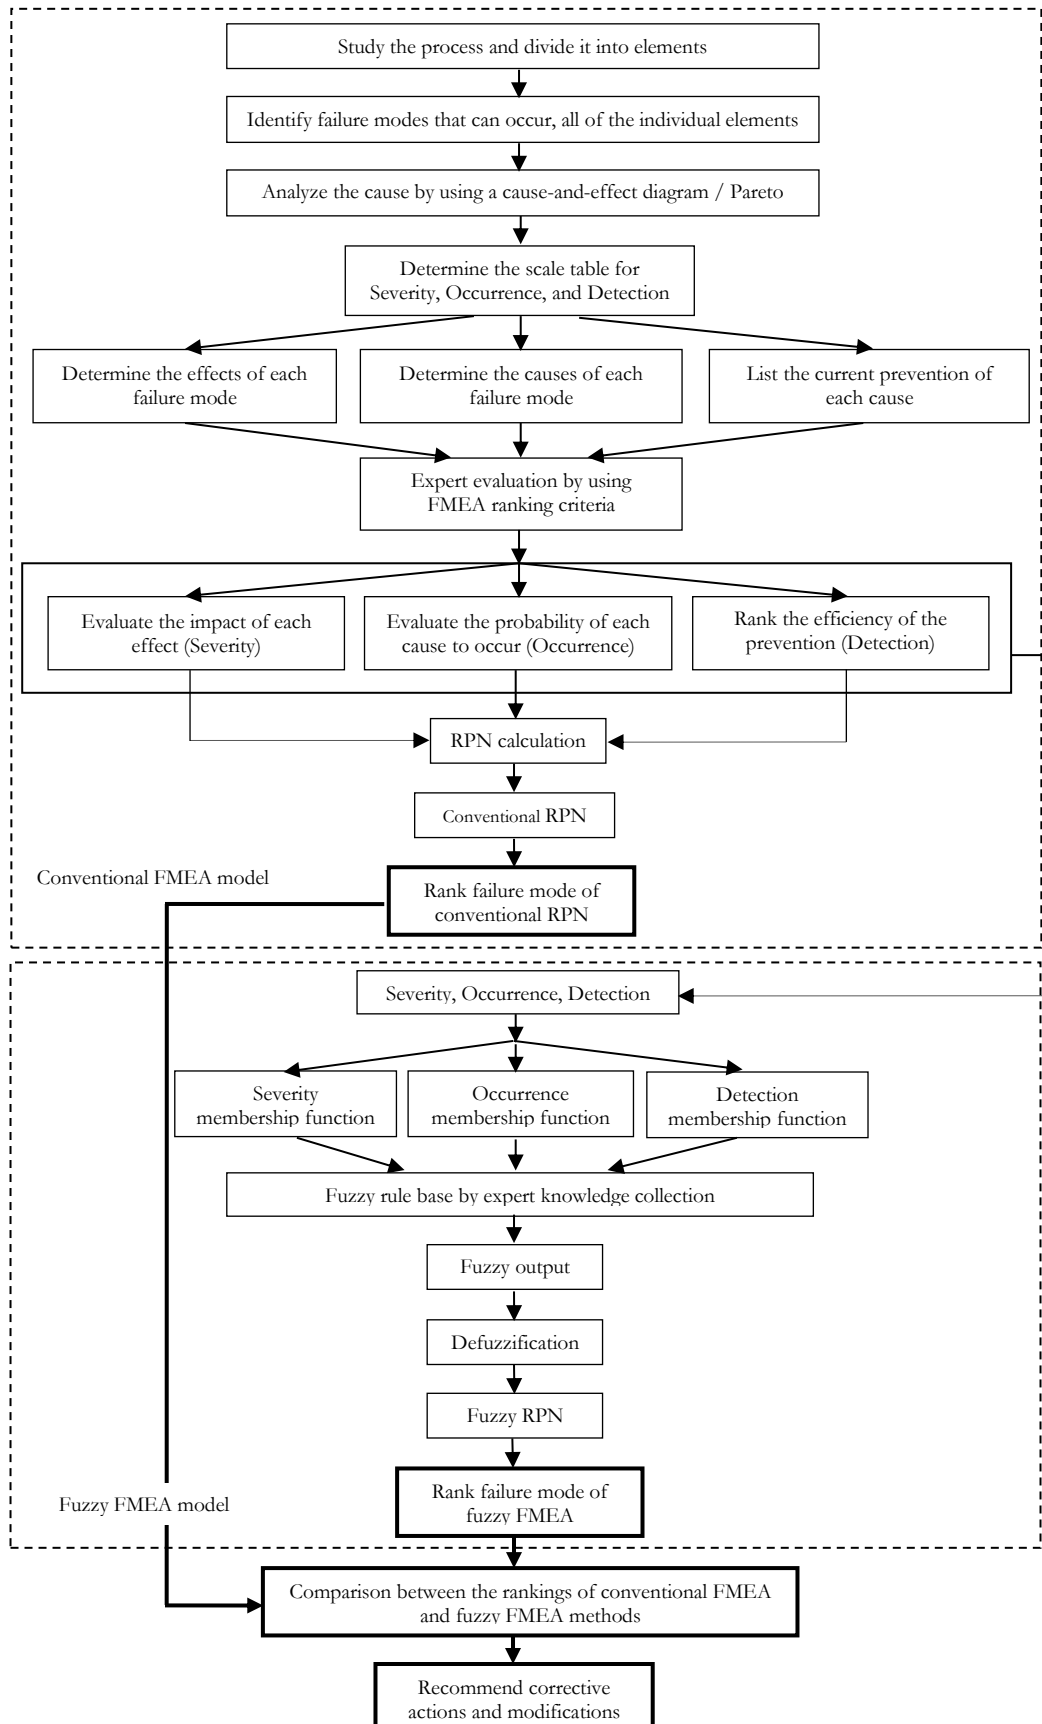 Study the process and divide it into elements
Identify failure modes that can occur, all of the individual elements
Analyze the cause by using a cause-and-effect diagram / Pareto
Determine the scale table for
Severity, Occurrence, and Detection
Determine the effects of each
failure mode
Determine the causes of each
failure mode
List the current prevention of
each cause
Expert evaluation by using
FMEA ranking criteria
Evaluate the impact of each
effect (Severity)
Evaluate the probability of each
cause to occur (Occurrence)
Rank the efficiency of the
prevention (Detection)
RPN calculation
Conventional RPN
Conventional FMEA model
Rank failure mode of
conventional RPN
Severity, Occurrence, Detection
Severity
membership function
Occurrence
membership function
Detection
membership function
Fuzzy rule base by expert knowledge collection
Fuzzy output
Defuzzification
Fuzzy RPN
Rank failure mode of
fuzzy FMEA
Fuzzy FMEA model
Comparison between the rankings of conventional FMEA
and fuzzy FMEA methods
Recommend corrective
actions and modifications